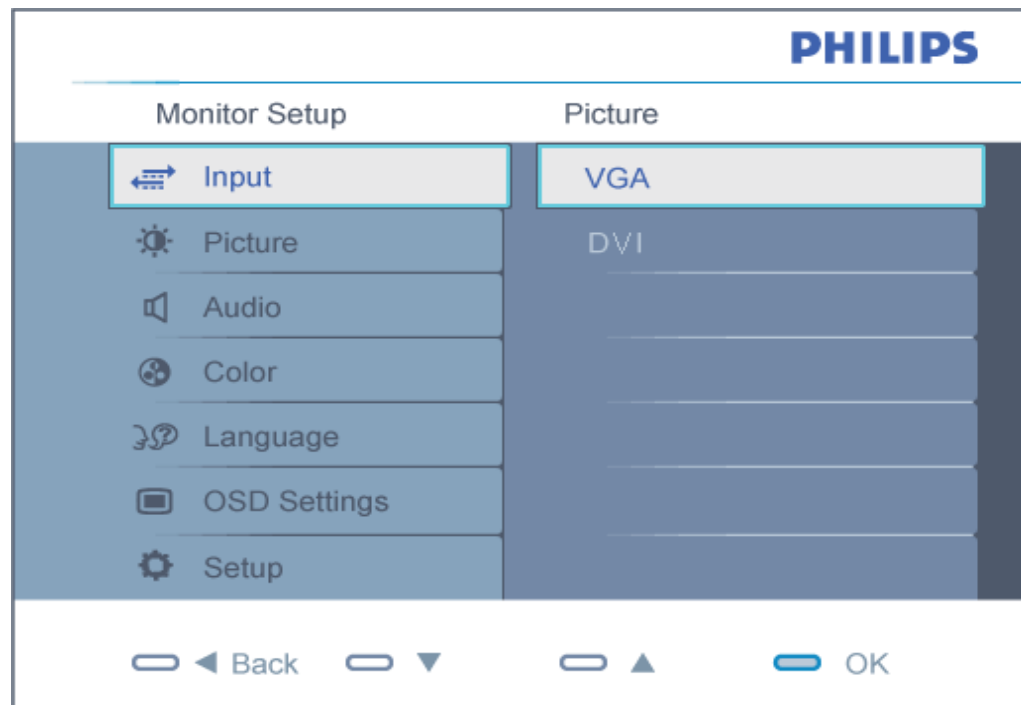 PHILIPS
Monitor Setup Picture
Input VGA
Picture DVI
Audio
Color
Language
OSD Settings
Setup
Back OK